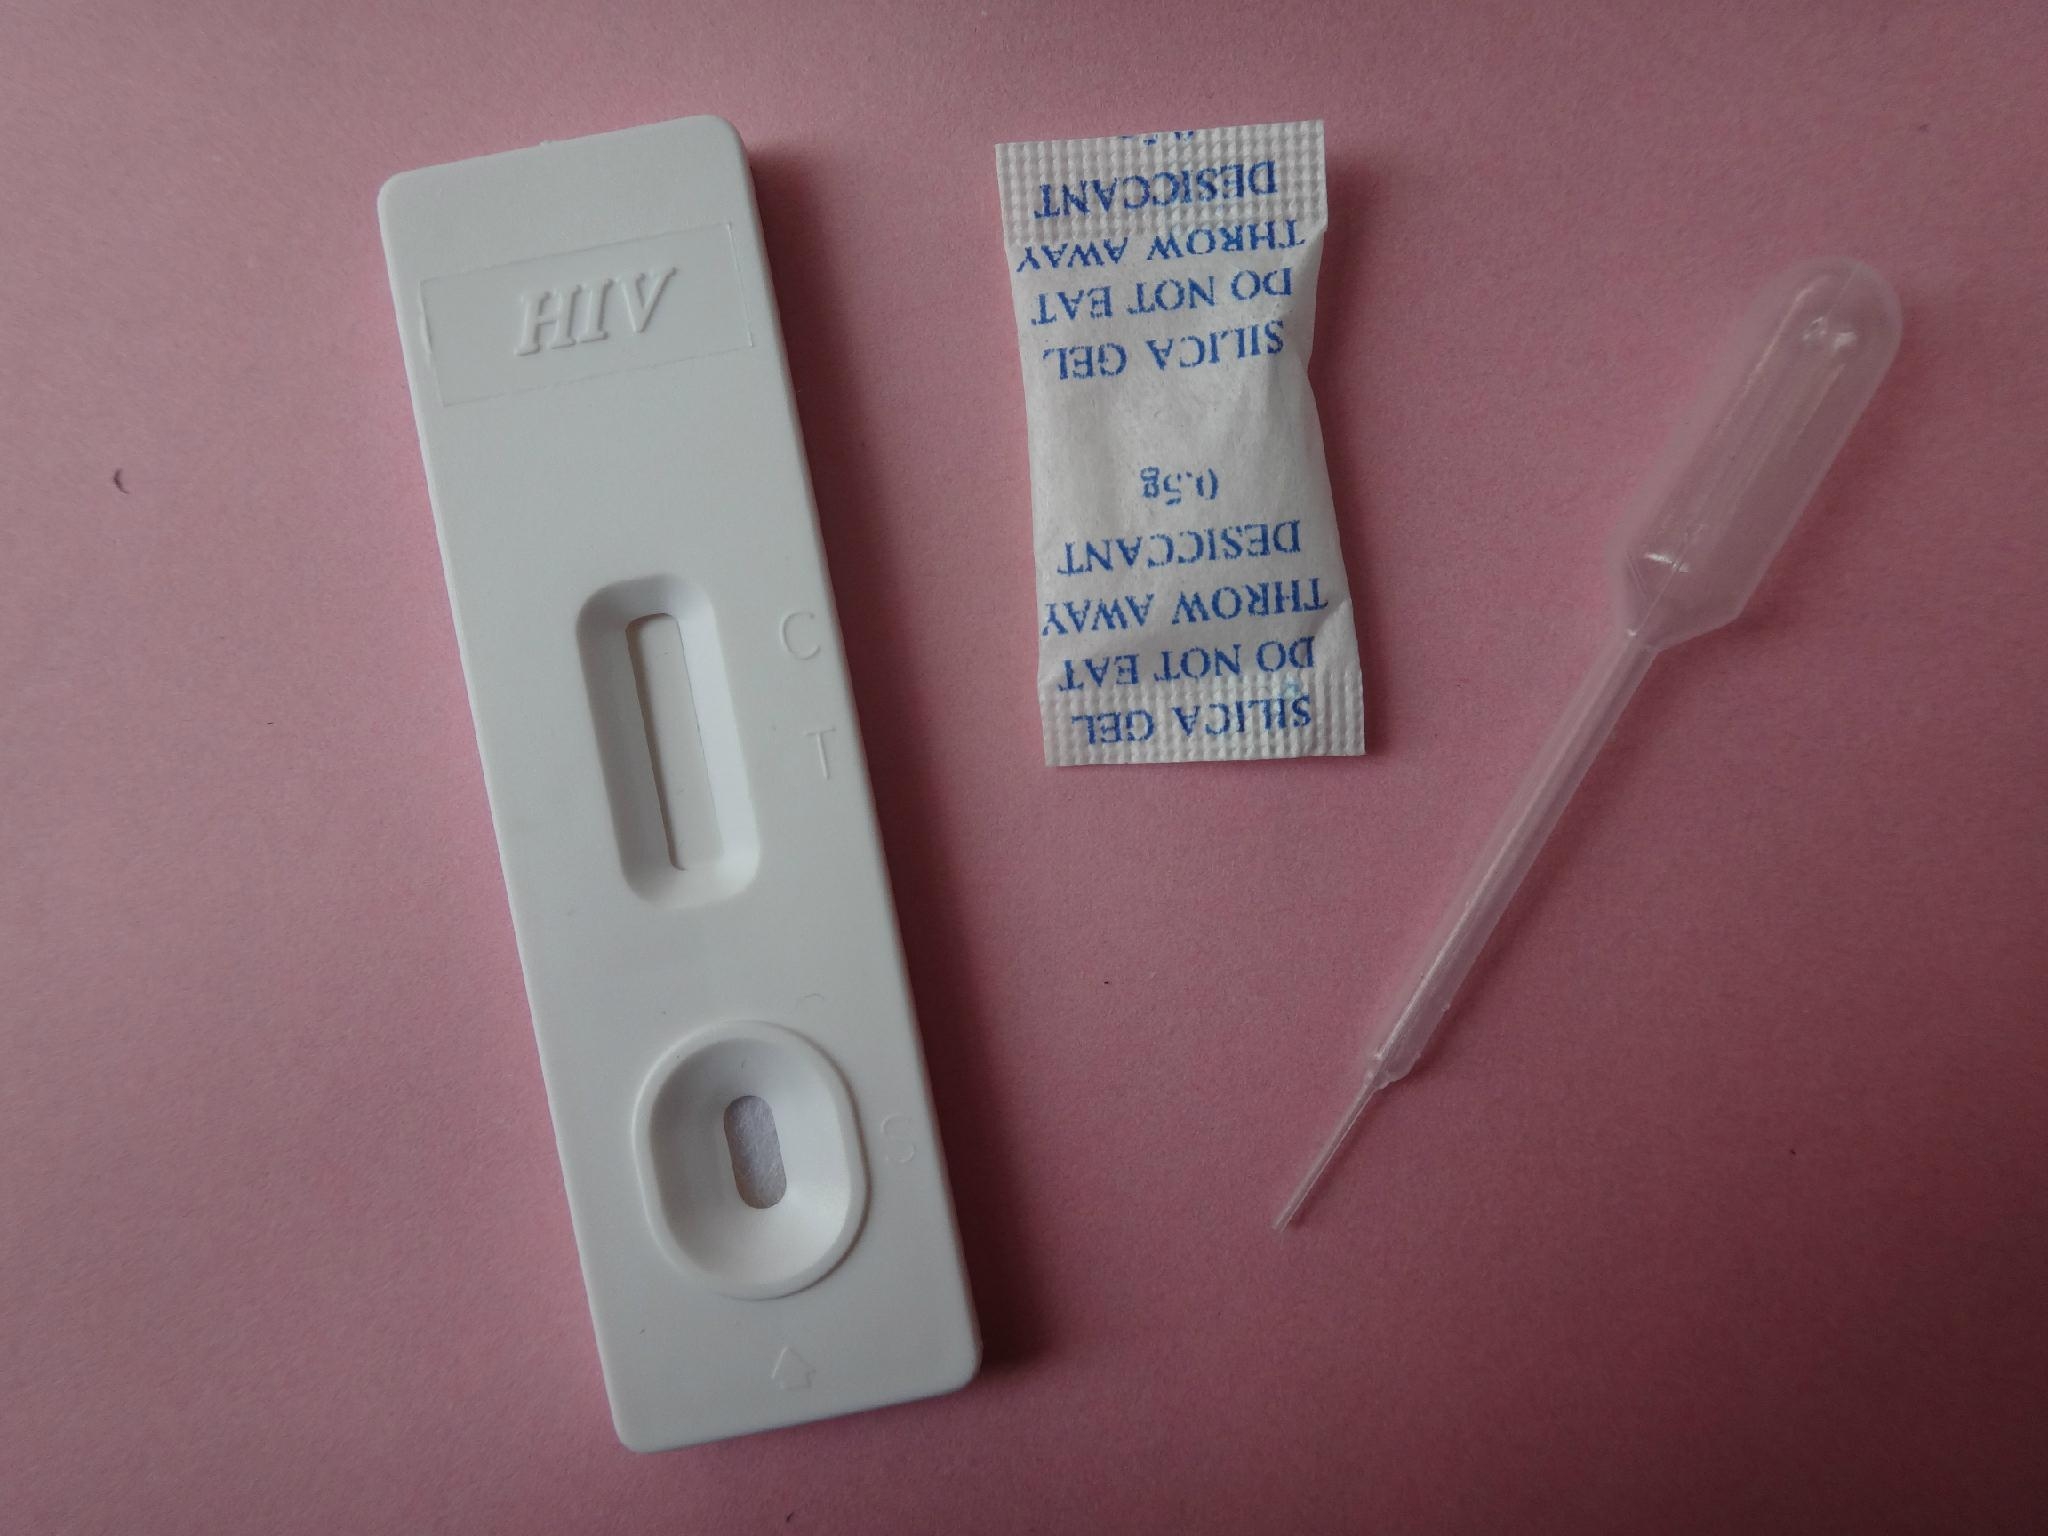 HIV
C
T
S
SILICA GEL
DO NOT EAT
THROW AWAY
DESICCANT
0.5g
SILICA GEL
DO NOT EAT
THROW AWAY
DESICCANT